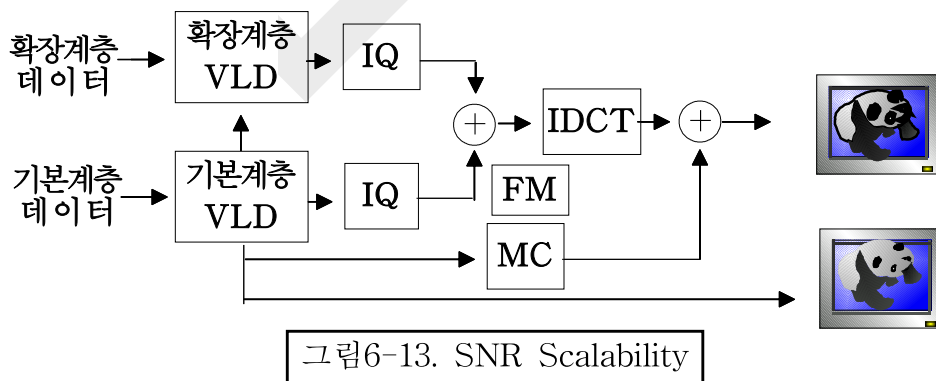 확장계층
데이터
확장계층
VLD
IQ
+
IDCT
+
기본계층
데이터
기본계층
VLD
IQ
FM
MC
그림6-13. SNR Scalability